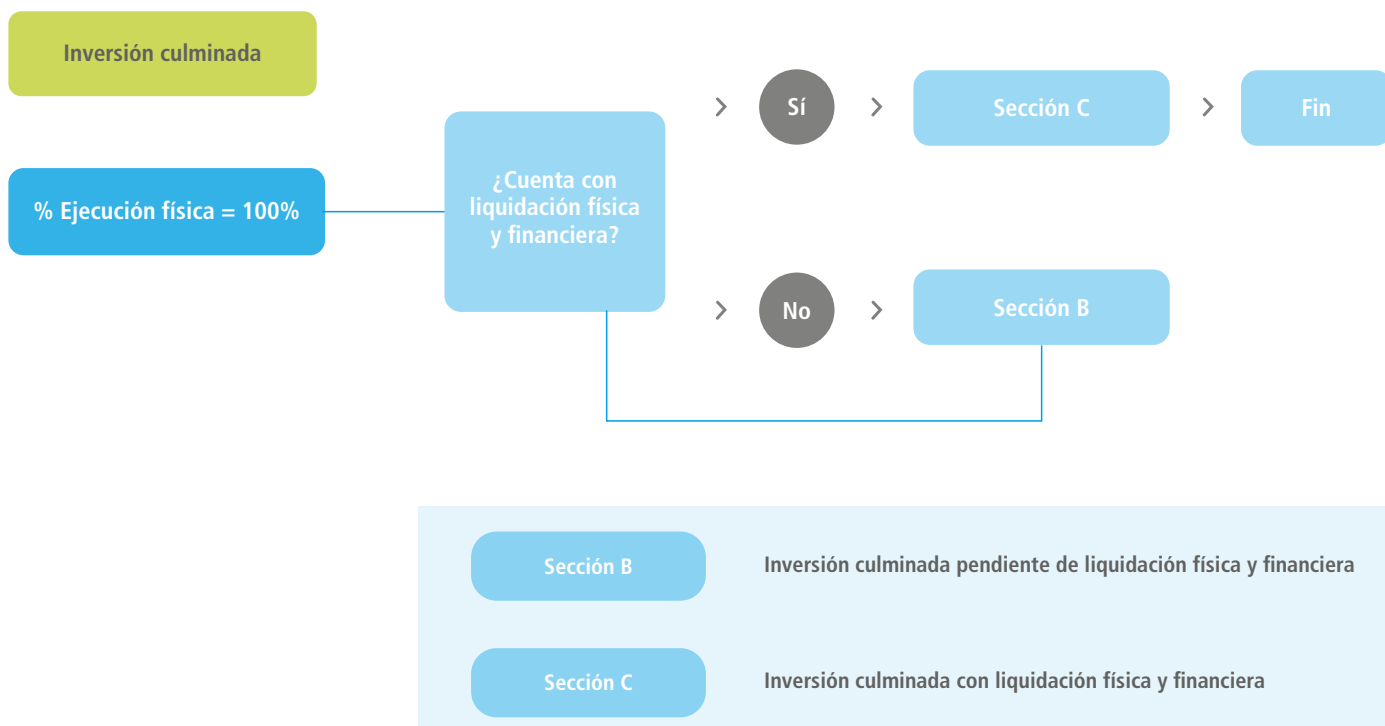 Inversión culminada
% Ejecución física = 100%
¿Cuenta con
liquidación física
y financiera?
Sí
Sección C
Fin
No
Sección B
Sección B
Inversión culminada pendiente de liquidación física y financiera
Sección C
Inversión culminada con liquidación física y financiera